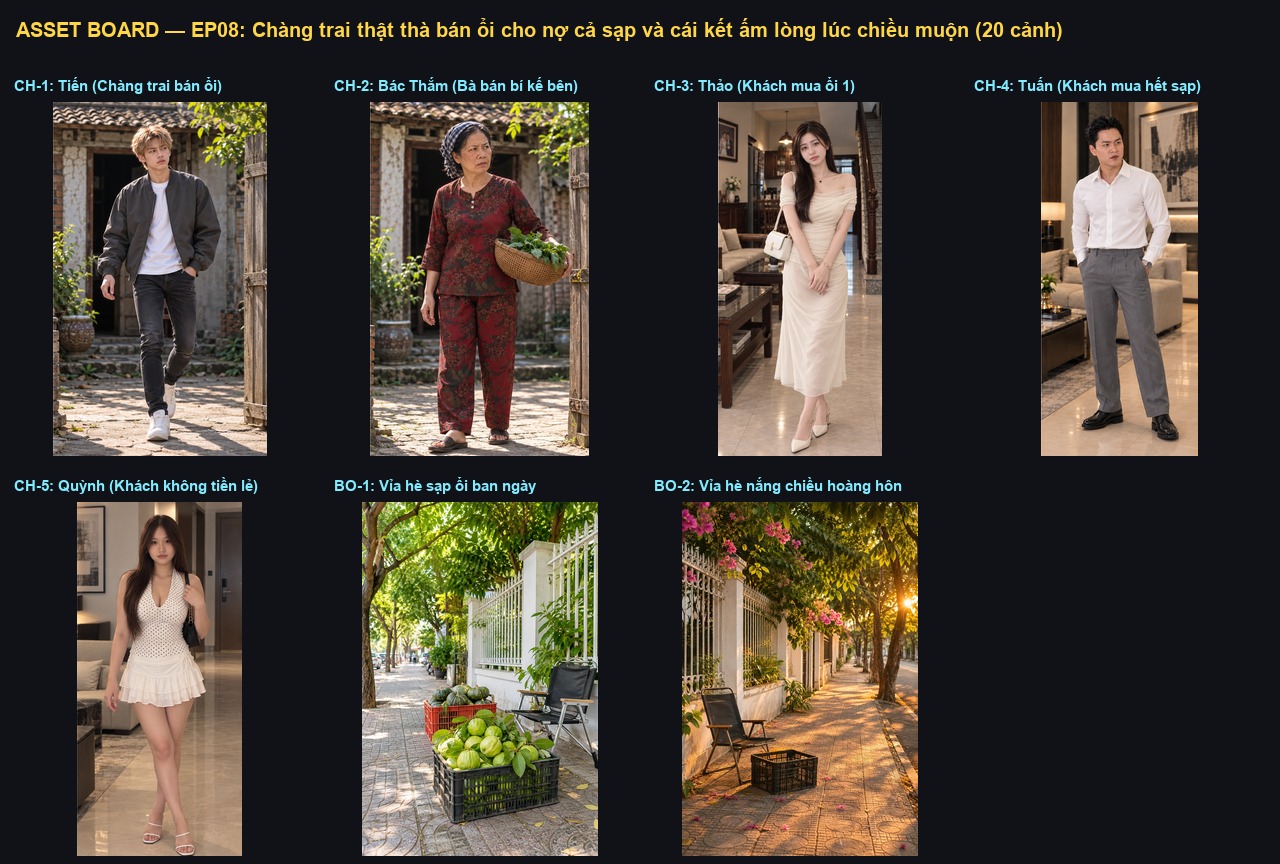 ASSET BOARD — EP08: Chàng trai thật thà bán ổi cho nợ cả sạp và cái kết ấm lòng lúc chiều muộn (20 cảnh)
CH-1: Tiến (Chàng trai bán ổi)
CH-2: Bác Thắm (Bà bán bí kế bên)
CH-3: Thảo (Khách mua ổi 1)
CH-4: Tuấn (Khách mua hết sạp)
CH-5: Quỳnh (Khách không tiền lẻ)
BO-1: Vỉa hè sạp ổi ban ngày
BO-2: Vỉa hè nắng chiều hoàng hôn